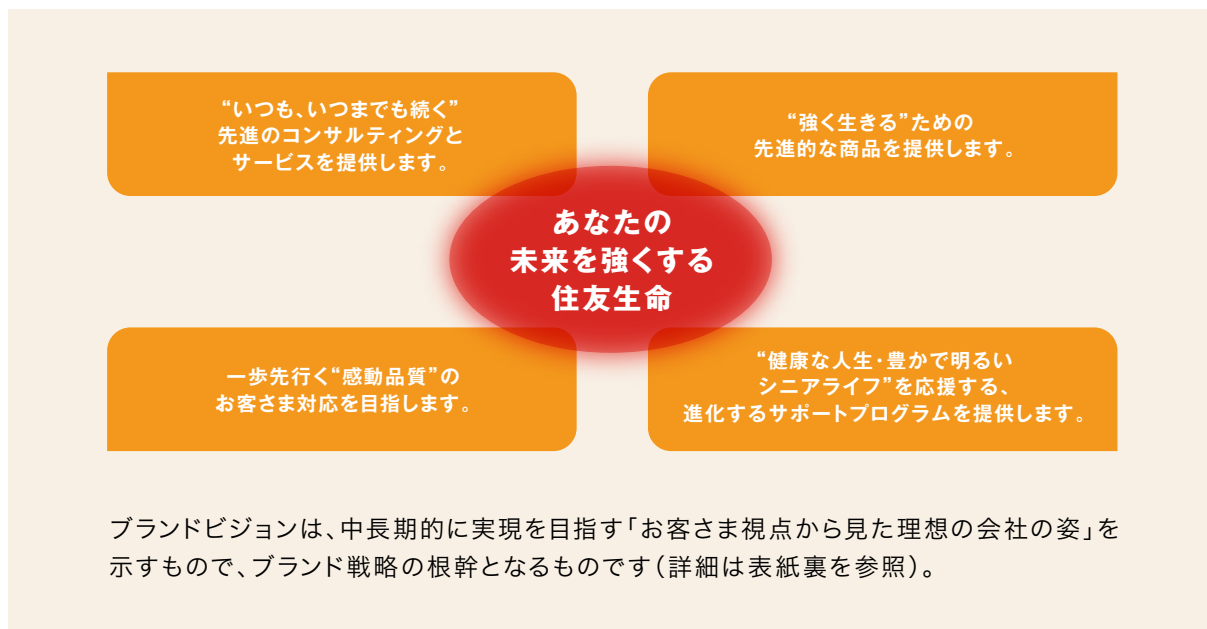 “いつも、いつまでも続く”
先進のコンサルティングと
サービスを提供します。
“強く生きる”ための
先進的な商品を提供します。
あなたの
未来を強くする
住友生命
一歩先行く“感動品質”の
お客さま対応を目指します。
“健康な人生・豊かで明るい
シニアライフ”を応援する、
進化するサポートプログラムを提供します。
ブランドビジョンは、中長期的に実現を目指す「お客さま視点から見た理想の会社の姿」を
示すもので、ブランド戦略の根幹となるものです（詳細は表紙裏を参照）。